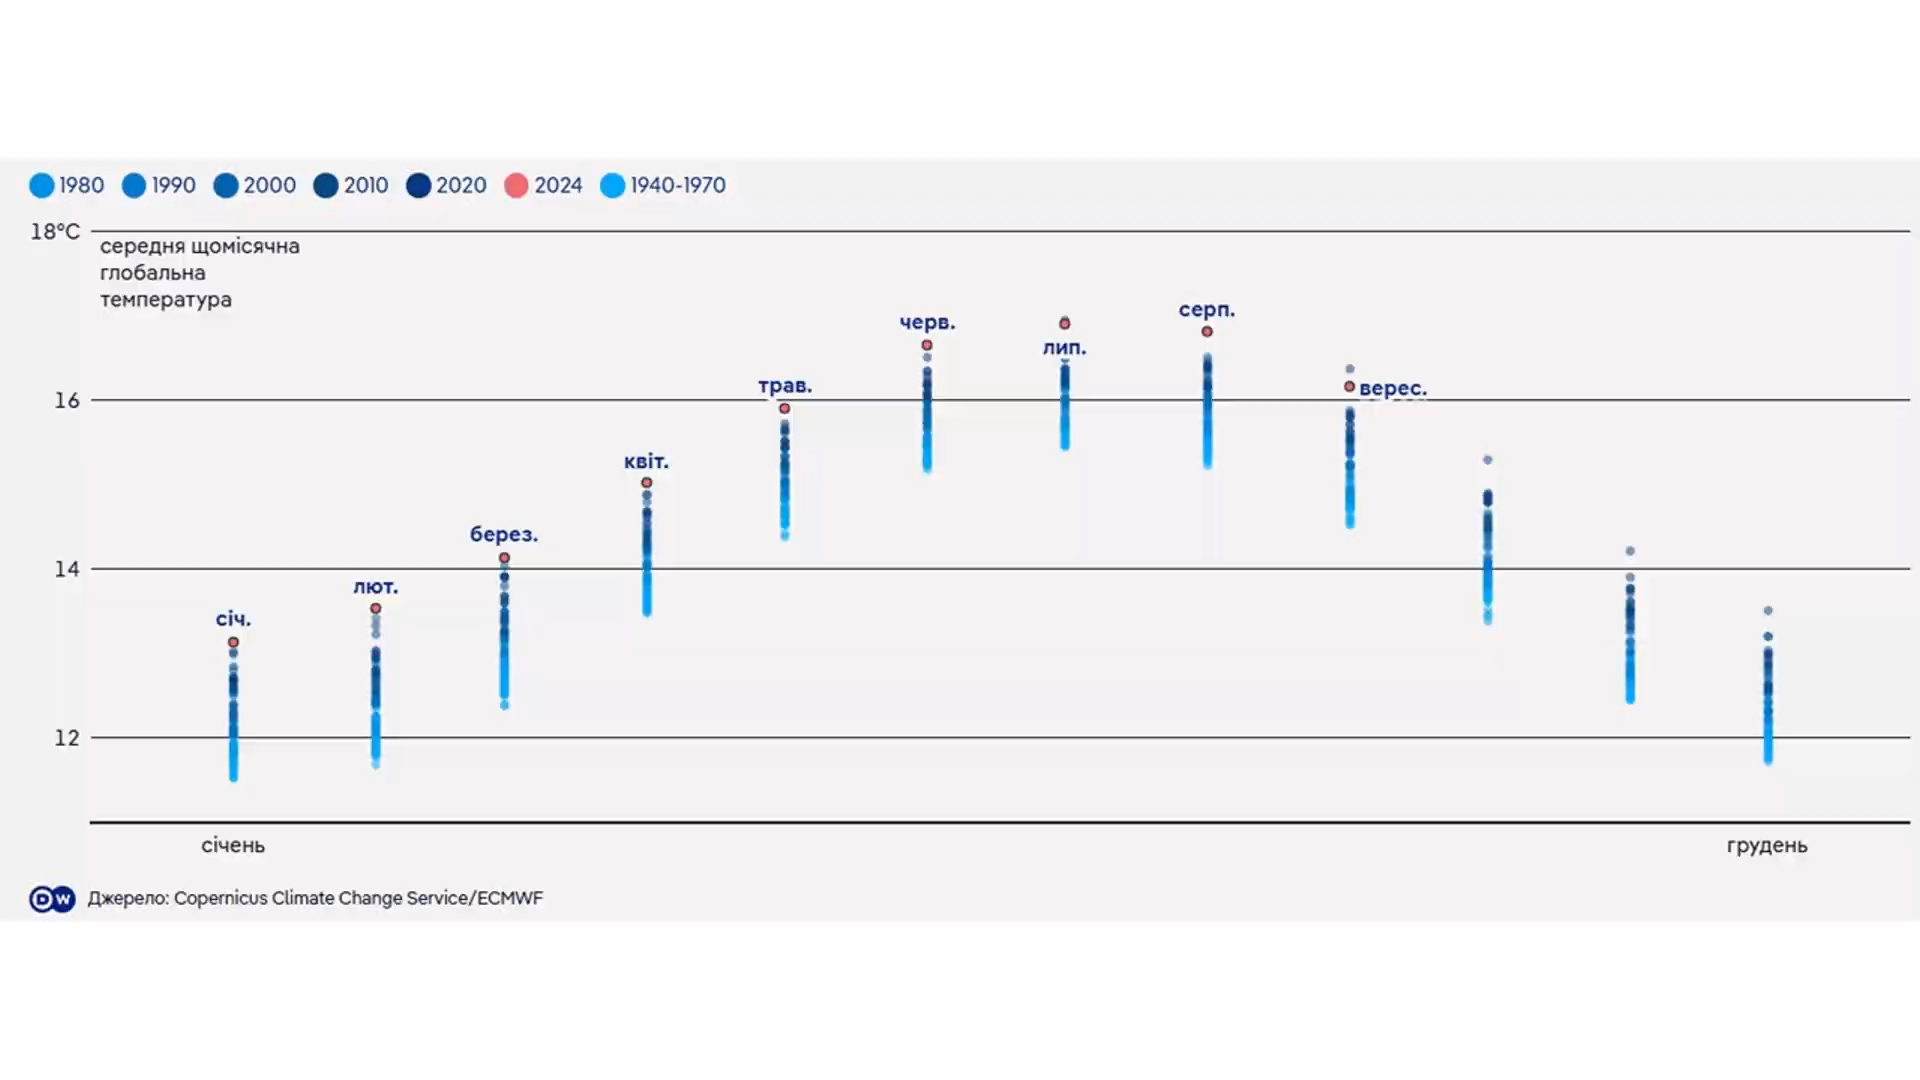 1980 1990 2000 2010 2020 2024 1940-1970
18°C
середня щомісячна
глобальна
температура
серп.
черв.
лип.
трав.
верес.
16
квіт.
берез.
14
лют.
січ.
12
січень
грудень
DW Джерело: Copernicus Climate Change Service/ECMWF